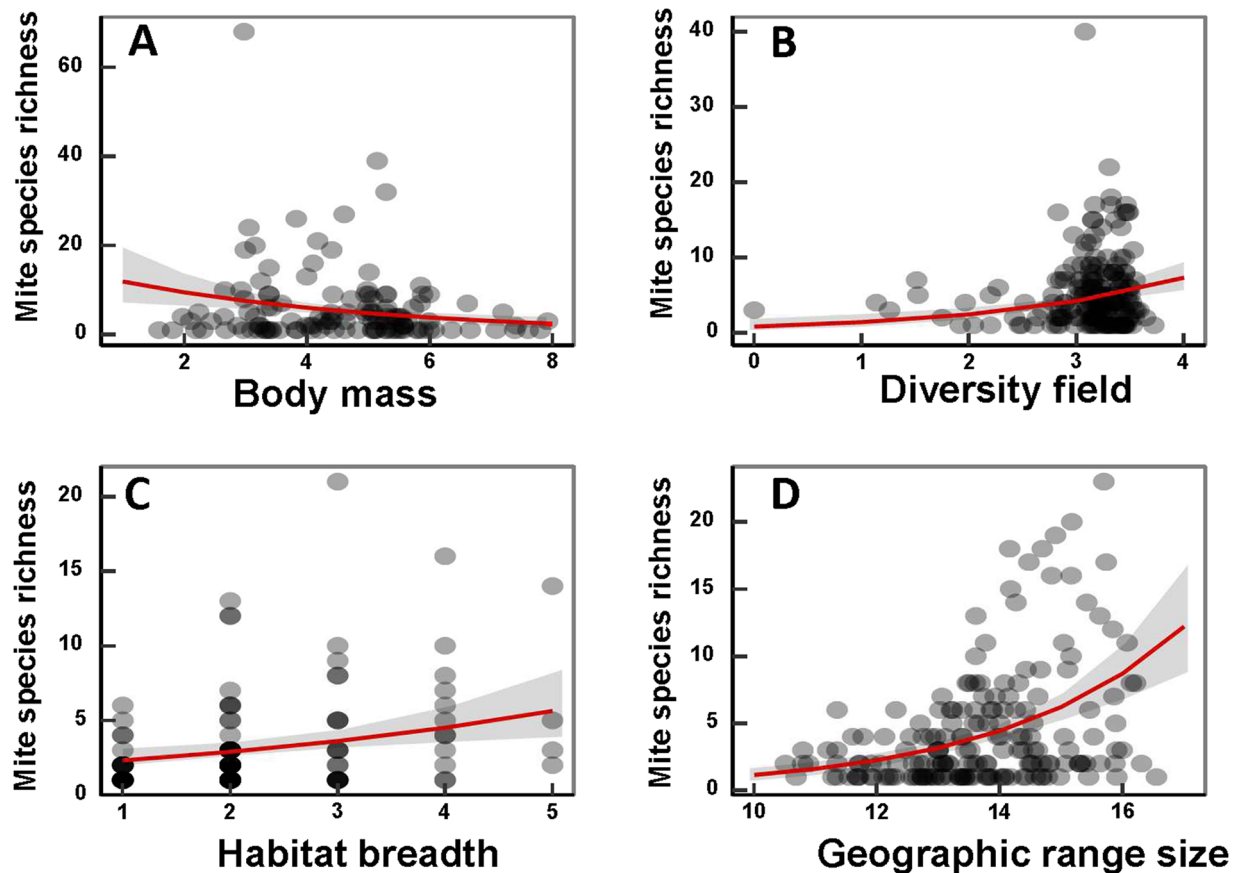 A
Mite species richness
60
40
20
0
2 4 6 8
Body mass
B
Mite species richness
40
30
20
10
0
0 1 2 3 4
Diversity field
C
Mite species richness
20
15
10
5
0
1 2 3 4 5
Habitat breadth
D
Mite species richness
20
15
10
5
0
10 12 14 16
Geographic range size